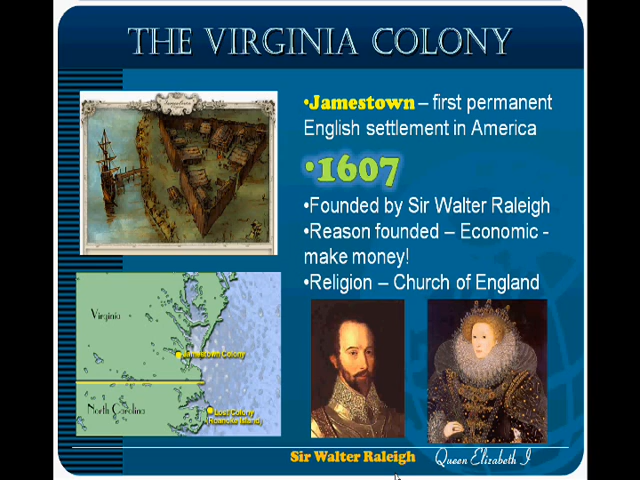 THE VIRGINIA COLONY
•Jamestown – first permanent
English settlement in America
•1607
•Founded by Sir Walter Raleigh
•Reason founded – Economic -
make money!
•Religion – Church of England
Virginia
Jamestown Colony
North Carolina
Lost Colony
(Roanoke Island)
Sir Walter Raleigh
Queen Elizabeth I